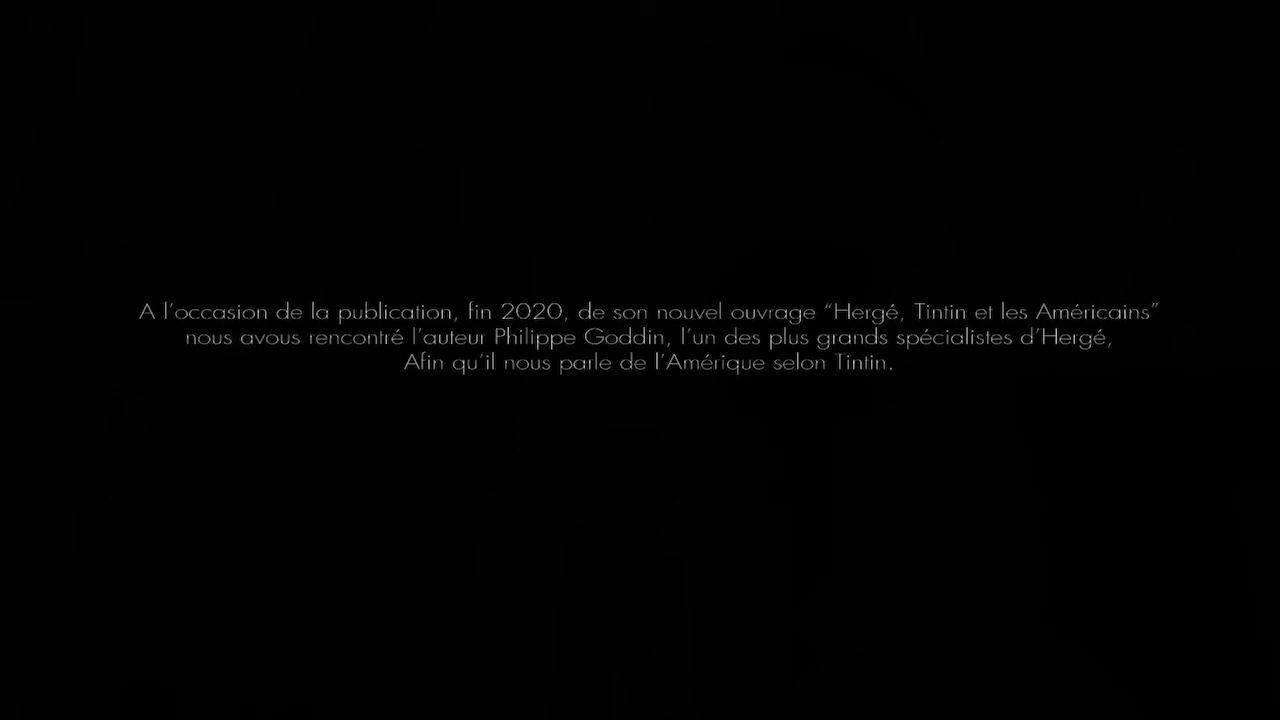 A l'occasion de la publication, fin 2020, de son nouvel ouvrage “Hergé, Tintin et les Américains”
nous avous rencontré l'auteur Philippe Goddin, l'un des plus grands spécialistes d'Hergé,
Afin qu'il nous parle de l'Amérique selon Tintin.